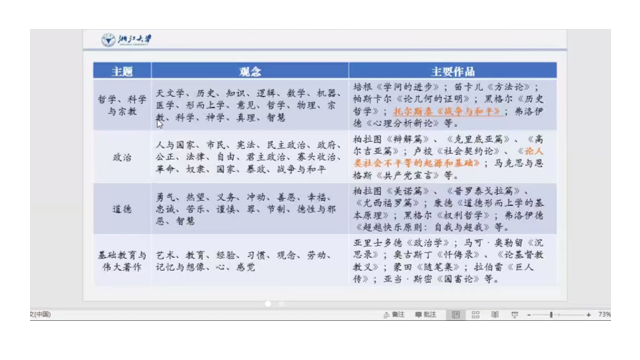 浙江大学
主题 观念 主要作品
哲学、科学
与宗教
天文学、历史、知识、逻辑、数学、机器、
医学、形而上学、意见、哲学、物理、宗
教、科学、神学、真理、智慧
培根《学问的进步》；笛卡儿《方法论》；
帕斯卡尔《论几何的证明》；黑格尔《历史
哲学》；托尔斯泰《战争与和平》；弗洛伊
德《心理分析新论》等。
政治
人与国家、市民、宪法、民主政治、政府、
公正、法律、自由、君主政治、寡头政治、
革命、奴隶、国家、暴政、战争与和平
柏拉图《辩解篇》、《克里底亚篇》、《高
尔吉亚篇》；卢梭《社会契约论》、《论人
类社会不平等的起源和基础》；马克思与恩
格斯《共产党宣言》等。
道德
勇气、热望、义务、冲动、善恶、幸福、
忠诚、苦乐、谨慎、罪、节制、德性与邪
恶、智慧
柏拉图《美诺篇》、《普罗泰戈拉篇》、
《尤西福罗篇》；康德《道德形而上学的基
本原理》；黑格尔《权利哲学》；弗洛伊德
《超越快乐原则：自我与超我》等。
基础教育与
伟大著作
艺术、教育、经验、习惯、观念、劳动、
记忆与想像、心、感觉
亚里士多德《政治学》；马可·奥勒留《沉
思录》；奥古斯丁《忏悔录》、《论基督教
教义》；蒙田《随笔集》；拉伯雷《巨人
传》；亚当·斯密《国富论》等。
文(中国) 备注 批注 73%